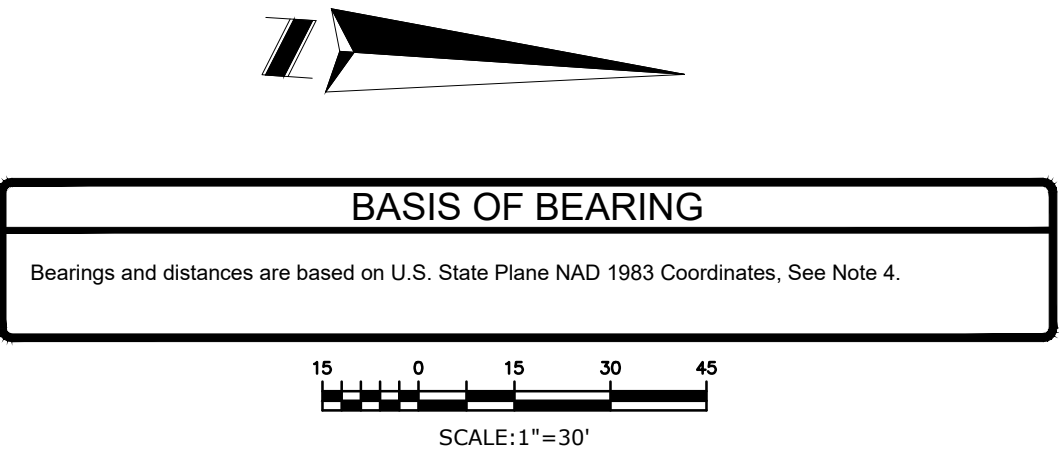 N
BASIS OF BEARING
Bearings and distances are based on U.S. State Plane NAD 1983 Coordinates, See Note 4.
15 0 15 30 45
SCALE:1"=30'